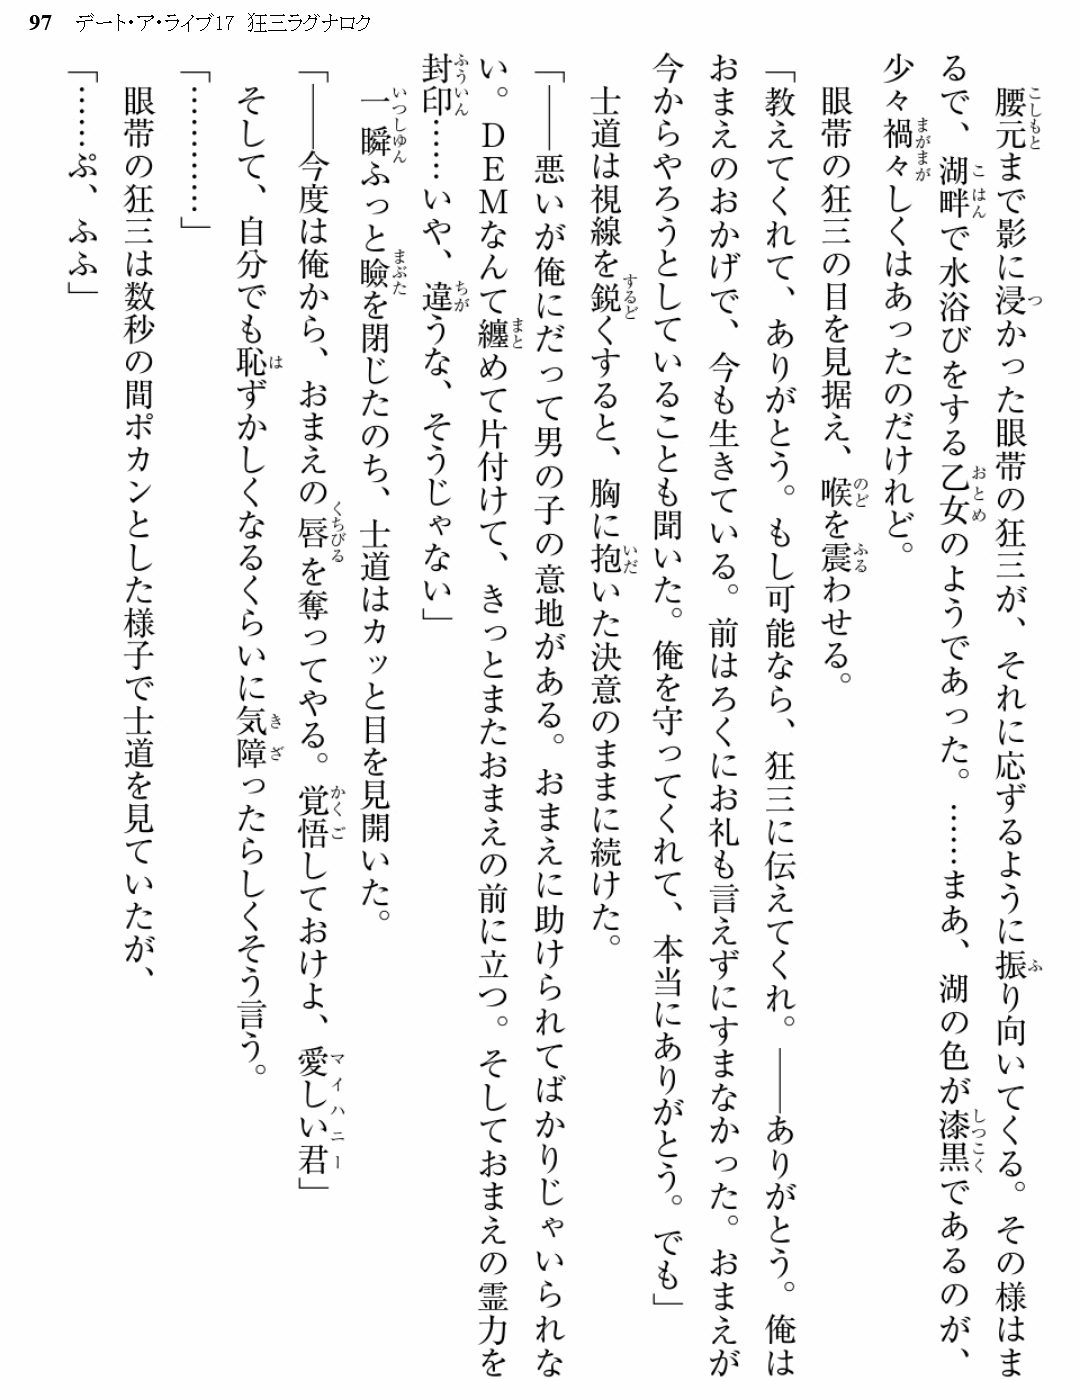 97 デート・ア・ライブ17 狂三ラグナロク
腰元まで影に浸かった眼帯の狂三が、それに応ずるように振り向いてくる。その様はま
るで、湖畔で水浴びをする乙女のようであった。……まあ、湖の色が漆黒であるのが、
少々禍々しくはあったのだけれど。
眼帯の狂三の目を見据え、喉を震わせる。
「教えてくれて、ありがとう。もし可能なら、狂三に伝えてくれ。――ありがとう。俺は
おまえのおかげで、今も生きている。前はろくにお礼も言えずにすまなかった。おまえが
今からやろうとしていることも聞いた。俺を守ってくれて、本当にありがとう。でも」
士道は視線を鋭くすると、胸に抱いた決意のままに続けた。
「――悪いが俺にだって男の子の意地がある。おまえに助けられてばかりじゃいられな
い。DEMなんて纏めて片付けて、きっとまたおまえの前に立つ。そしておまえの霊力を
封印……いや、違うな、そうじゃない」
一瞬ふっと瞼を閉じたのち、士道はカッと目を見開いた。
「――今度は俺から、おまえの唇を奪ってやる。覚悟しておけよ、愛しい君」
そして、自分でも恥ずかしくなるくらいに気障ったらしくそう言う。
「…………」
眼帯の狂三は数秒の間ポカンとした様子で士道を見ていたが、
「……ぷ、ふふ」